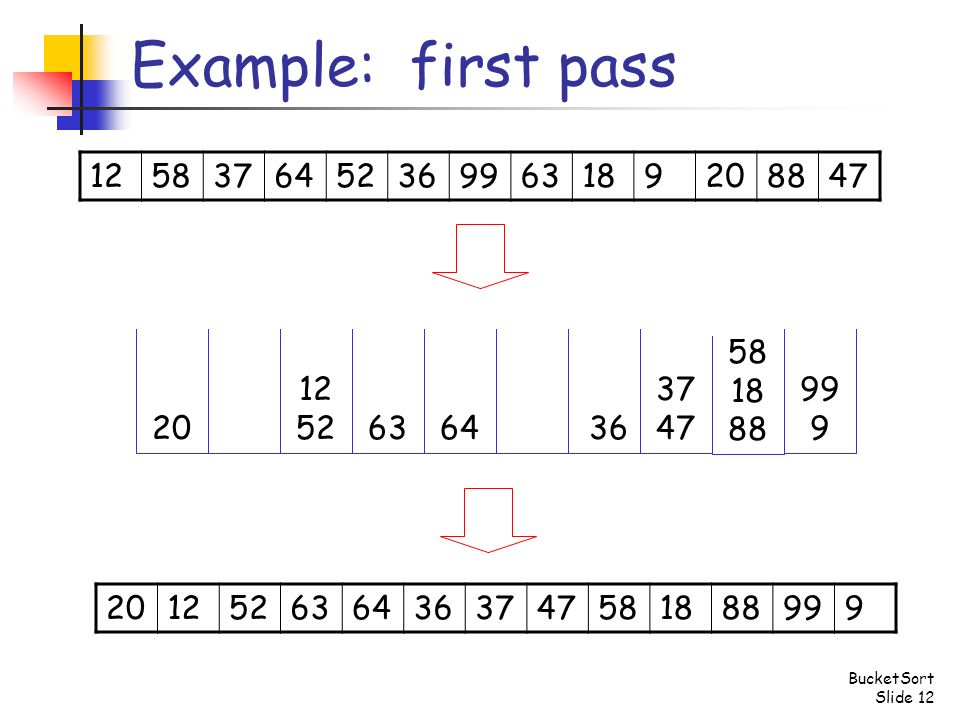 Example: first pass
12 58 37 64 52 36 99 63 18 9 20 88 47
58
12 37 18 99
20 52 63 64 36 47 88 9
20 12 52 63 64 36 37 47 58 18 88 99 9
BucketSort
Slide 12